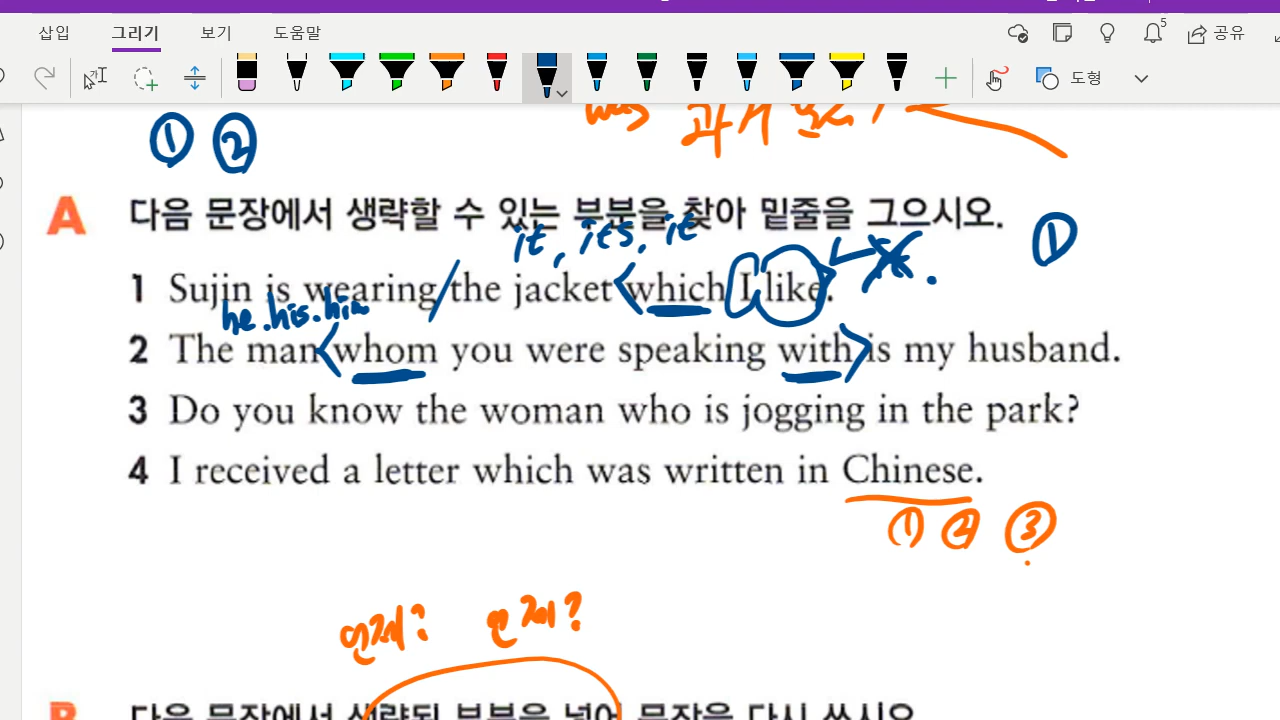 삽입 그리기 보기 도움말 5 공유
가 도형
was 과거
① ②
A 다음 문장에서 생략할 수 있는 부분을 찾아 밑줄을 그으시오.
it, its, it ①
1 Sujin is wearing / the jacket < which I like >.
he. his. him
2 The man < whom you were speaking with > is my husband.
3 Do you know the woman who is jogging in the park?
4 I received a letter which was written in Chinese.
① ② ③
언제? 언제?
B 다음 문장에서 생략된 부분을 넣어 문장을 다시 쓰시오